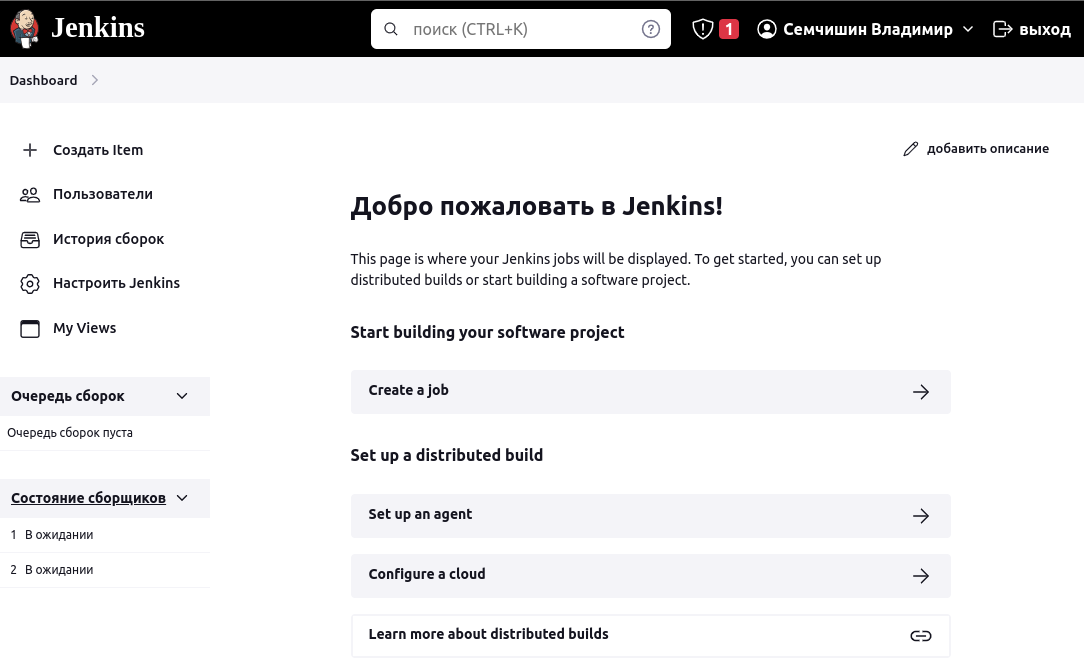 Jenkins
поиск (CTRL+K)
?
1
Семчишин Владимир
выход
Dashboard
Создать Item
Пользователи
История сборок
Настроить Jenkins
My Views
Очередь сборок
Очередь сборок пуста
Состояние сборщиков
1 В ожидании
2 В ожидании
добавить описание
Добро пожаловать в Jenkins!
This page is where your Jenkins jobs will be displayed. To get started, you can set up
distributed builds or start building a software project.
Start building your software project
Create a job
Set up a distributed build
Set up an agent
Configure a cloud
Learn more about distributed builds